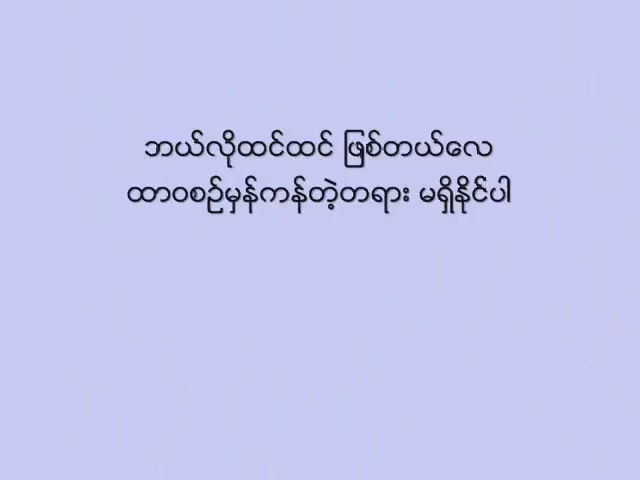 ဘယ်လိုထင်ထင် ဖြစ်တယ်လေ
ထာဝစဉ်မှန်ကန်တဲ့တရား မရှိနိုင်ပါ